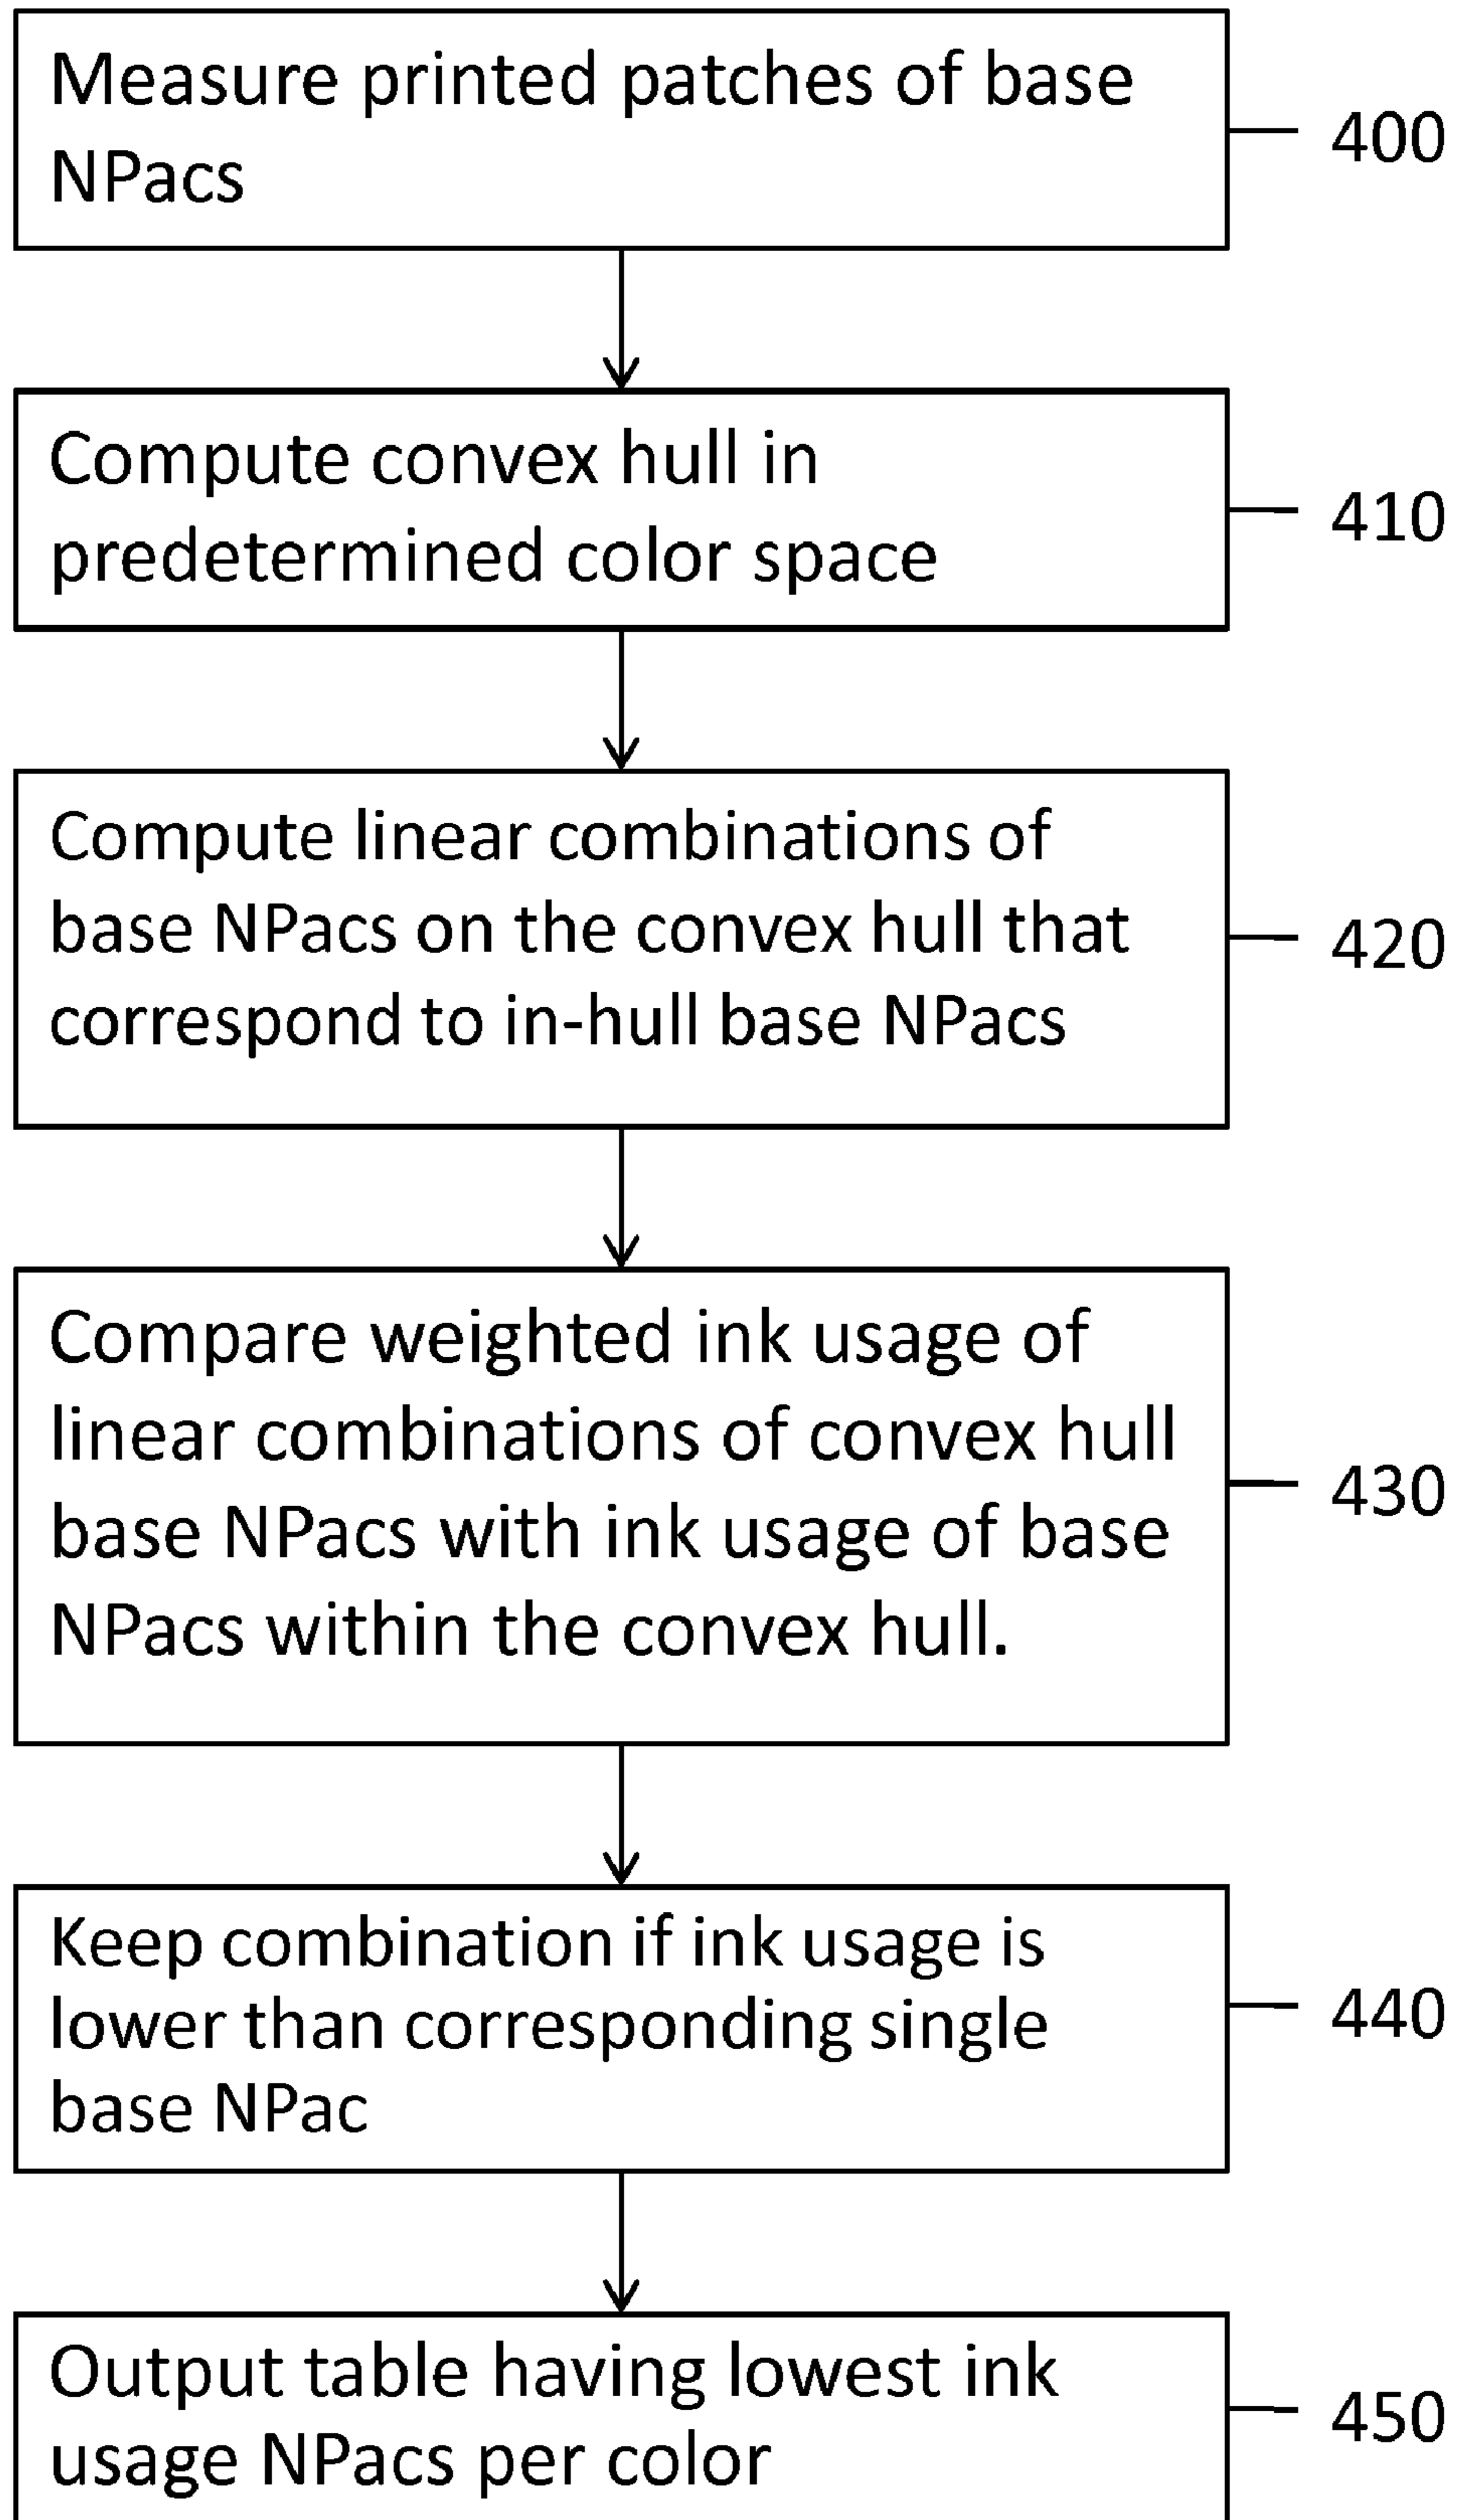 Measure printed patches of base
NPacs
400
Compute convex hull in
predetermined color space
410
Compute linear combinations of
base NPacs on the convex hull that
correspond to in-hull base NPacs
420
Compare weighted ink usage of
linear combinations of convex hull
base NPacs with ink usage of base
NPacs within the convex hull.
430
Keep combination if ink usage is
lower than corresponding single
base NPac
440
Output table having lowest ink
usage NPacs per color
450